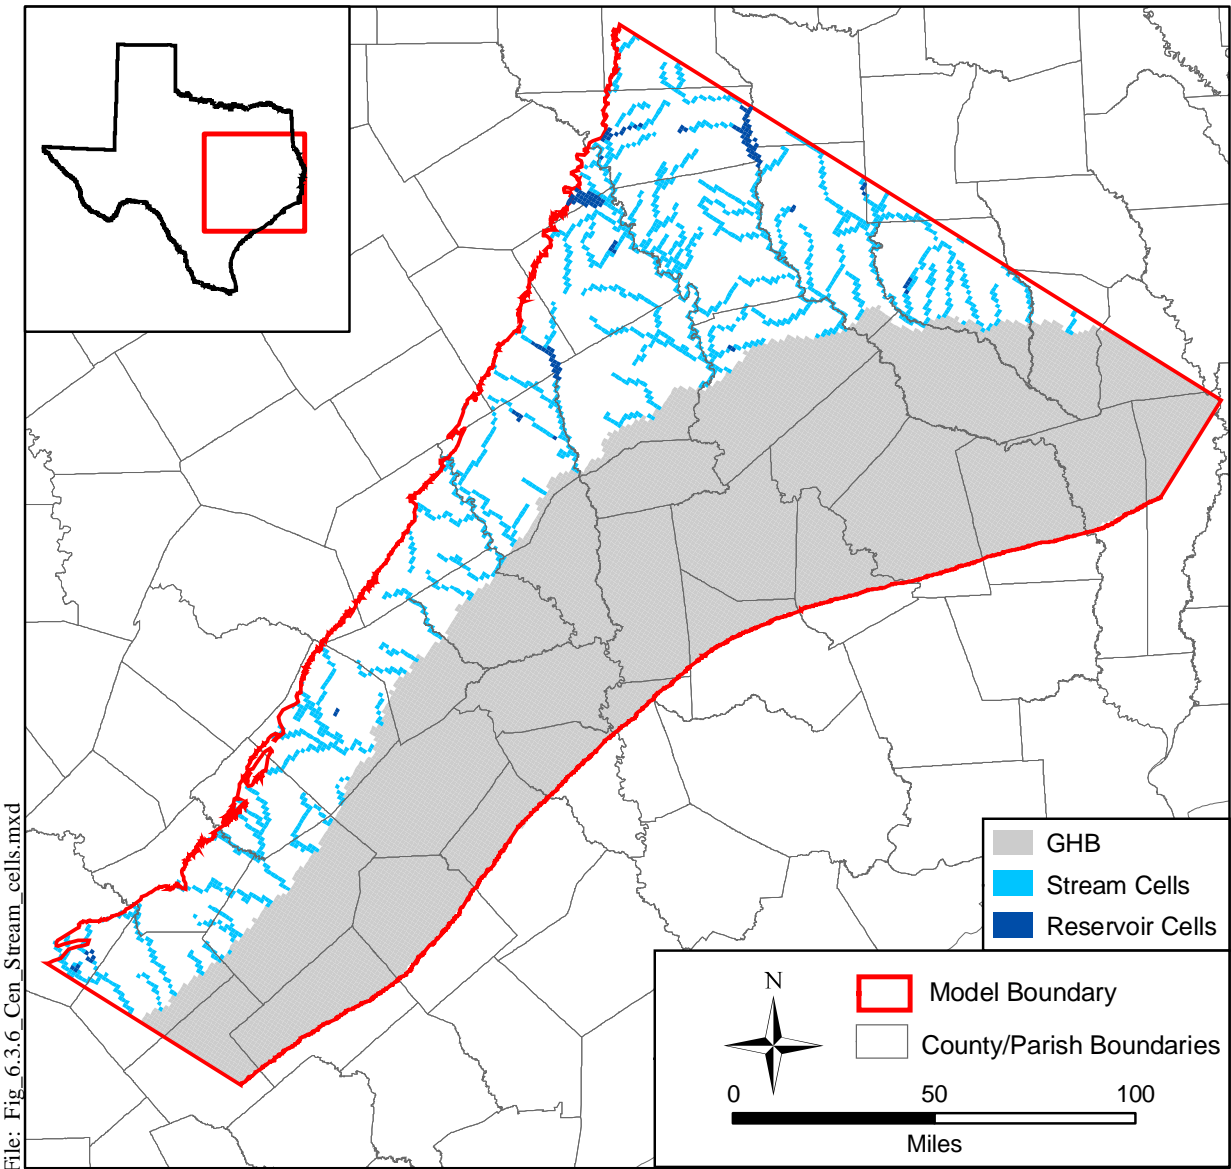 File: Fig_6.3.6_Cen_Stream_cells.mxd
GHB
Stream Cells
Reservoir Cells
N
Model Boundary
County/Parish Boundaries
0 50 100
Miles